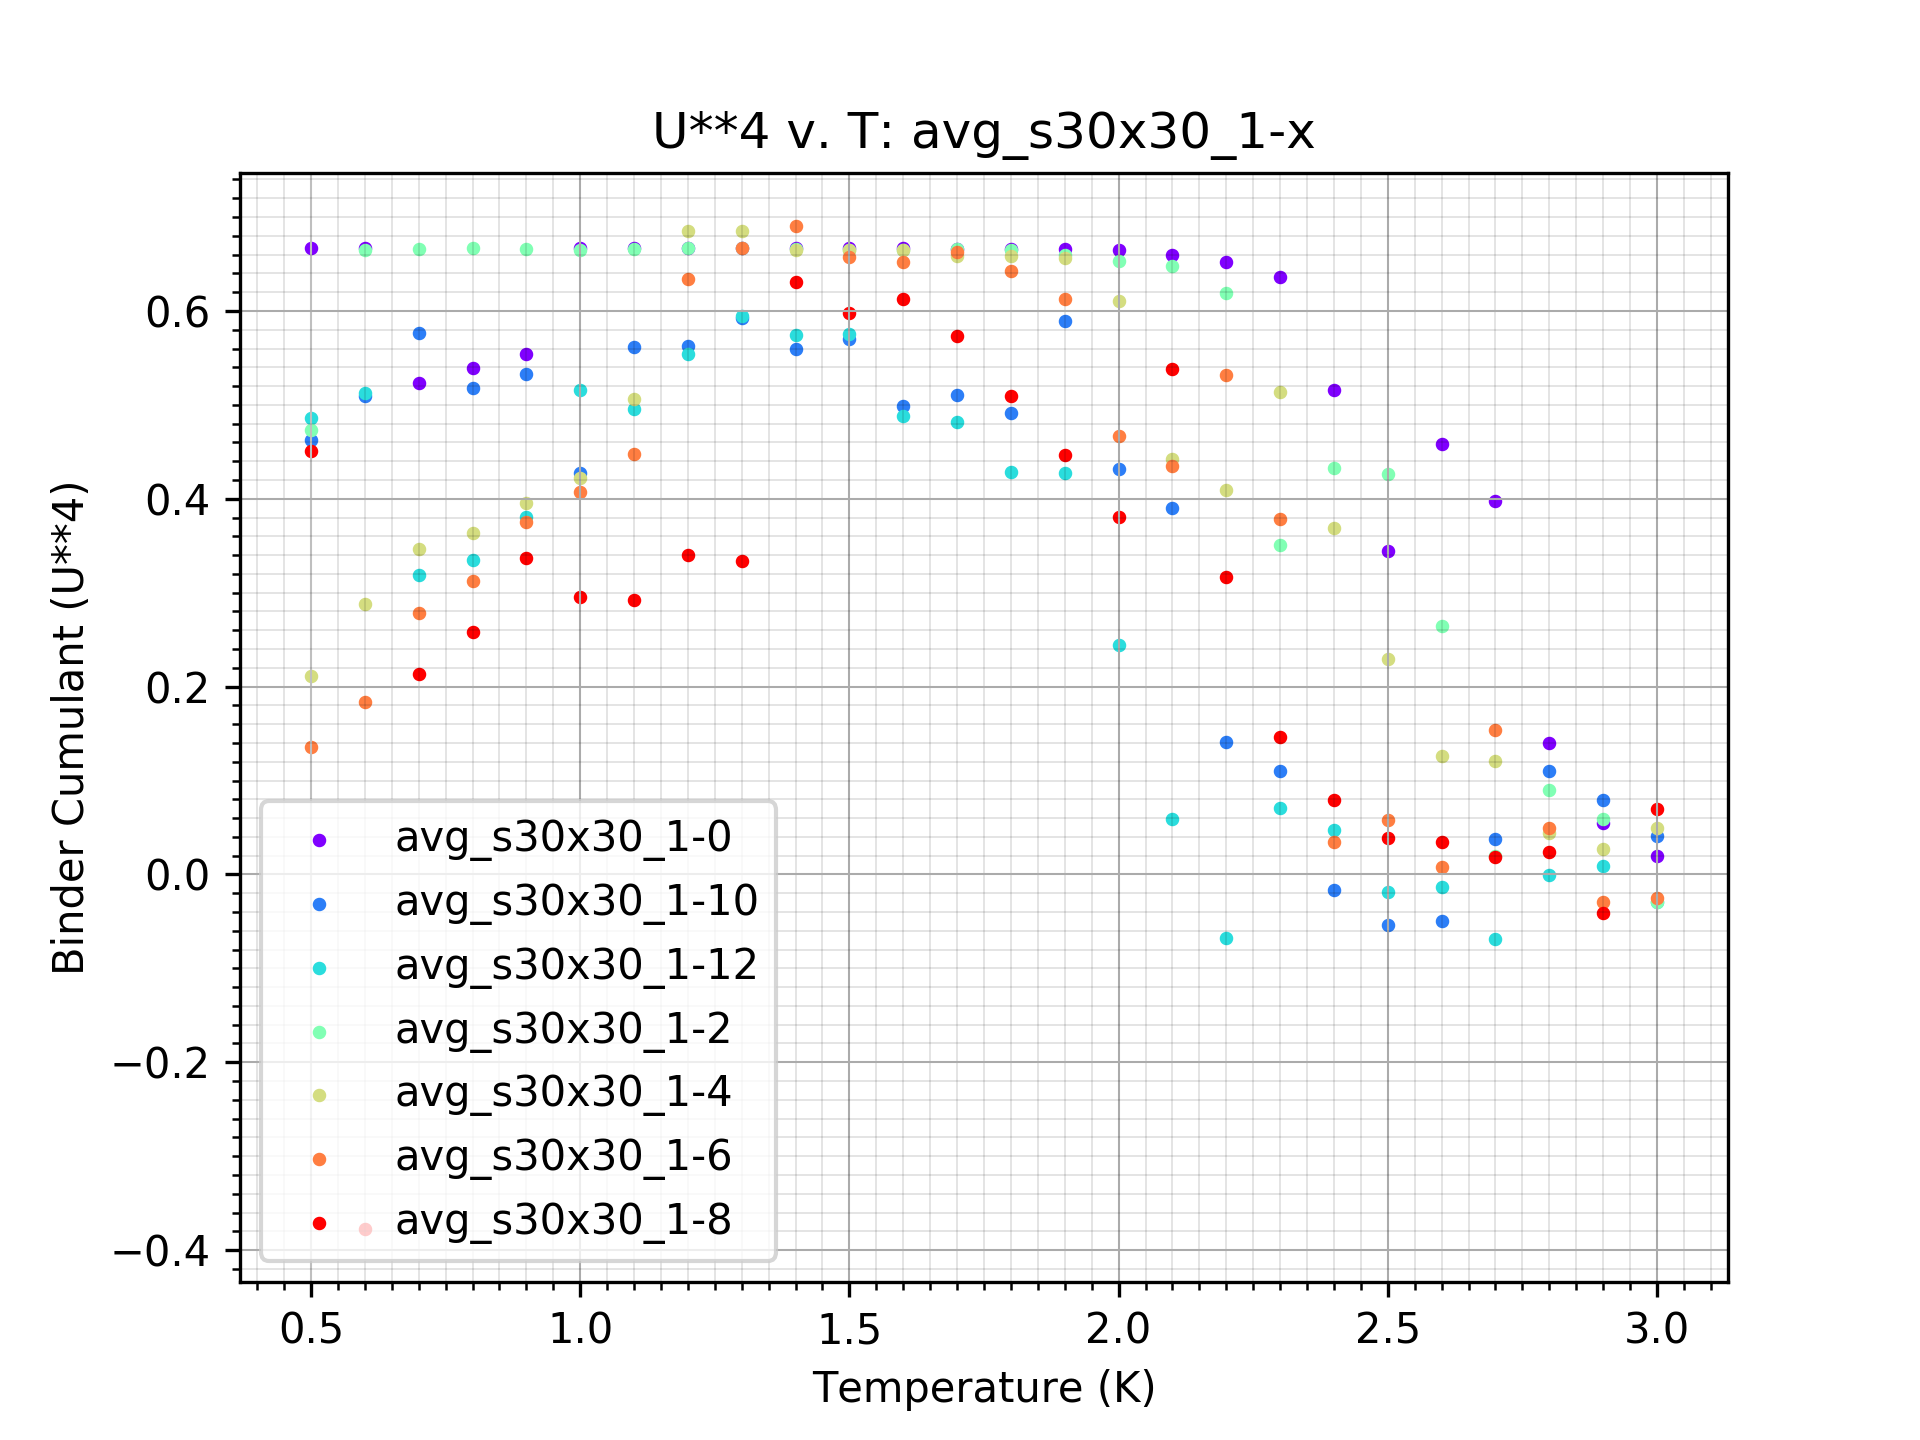 U**4 v. T: avg_s30x30_1-x
Binder Cumulant (U**4)
0.6
0.4
0.2
0.0
−0.2
−0.4
avg_s30x30_1-0
avg_s30x30_1-10
avg_s30x30_1-12
avg_s30x30_1-2
avg_s30x30_1-4
avg_s30x30_1-6
avg_s30x30_1-8
0.5 1.0 1.5 2.0 2.5 3.0
Temperature (K)